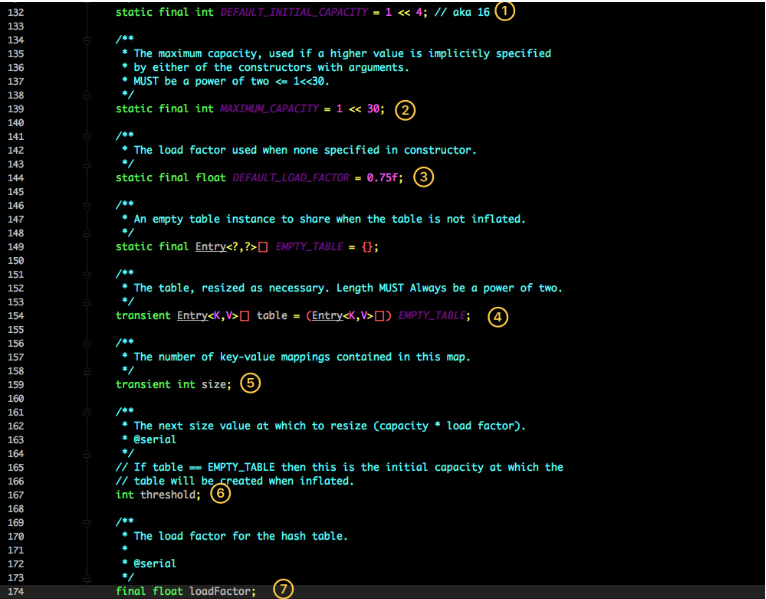 132 static final int DEFAULT_INITIAL_CAPACITY = 1 << 4; // aka 16 ①
133
134 /**
135 * The maximum capacity, used if a higher value is implicitly specified
136 * by either of the constructors with arguments.
137 * MUST be a power of two <= 1<<30.
138 */
139 static final int MAXIMUM_CAPACITY = 1 << 30; ②
140
141 /**
142 * The load factor used when none specified in constructor.
143 */
144 static final float DEFAULT_LOAD_FACTOR = 0.75f; ③
145
146 /**
147 * An empty table instance to share when the table is not inflated.
148 */
149 static final Entry<?,?>[] EMPTY_TABLE = {};
150
151 /**
152 * The table, resized as necessary. Length MUST Always be a power of two.
153 */
154 transient Entry<K,V>[] table = (Entry<K,V>[]) EMPTY_TABLE; ④
155
156 /**
157 * The number of key-value mappings contained in this map.
158 */
159 transient int size; ⑤
160
161 /**
162 * The next size value at which to resize (capacity * load factor).
163 * @serial
164 */
165 // If table == EMPTY_TABLE then this is the initial capacity at which the
166 // table will be created when inflated.
167 int threshold; ⑥
168
169 /**
170 * The load factor for the hash table.
171 *
172 * @serial
173 */
174 final float loadFactor; ⑦